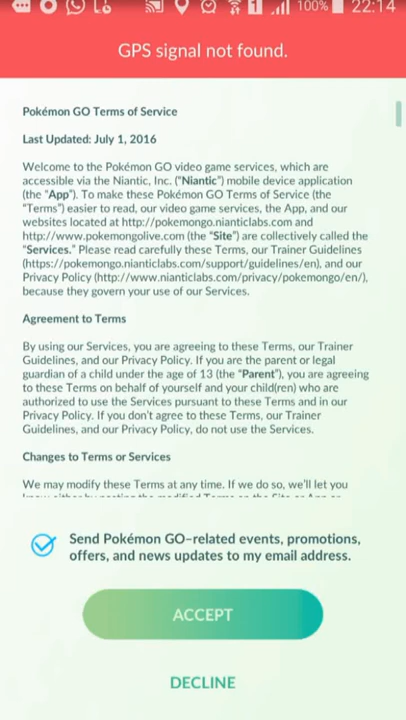 100% 22:14
GPS signal not found.
Pokémon GO Terms of Service
Last Updated: July 1, 2016
Welcome to the Pokémon GO video game services, which are
accessible via the Niantic, Inc. ("Niantic") mobile device application
(the "App"). To make these Pokémon GO Terms of Service (the
"Terms") easier to read, our video game services, the App, and our
websites located at http://pokemongo.nianticlabs.com and
http://www.pokemongolive.com (the "Site") are collectively called the
"Services." Please read carefully these Terms, our Trainer Guidelines
(https://pokemongo.nianticlabs.com/support/guidelines/en), and our
Privacy Policy (http://www.nianticlabs.com/privacy/pokemongo/en/),
because they govern your use of our Services.
Agreement to Terms
By using our Services, you are agreeing to these Terms, our Trainer
Guidelines, and our Privacy Policy. If you are the parent or legal
guardian of a child under the age of 13 (the "Parent"), you are agreeing
to these Terms on behalf of yourself and your child(ren) who are
authorized to use the Services pursuant to these Terms and in our
Privacy Policy. If you don't agree to these Terms, our Trainer
Guidelines, and our Privacy Policy, do not use the Services.
Changes to Terms or Services
We may modify these Terms at any time. If we do so, we'll let you
Send Pokémon GO-related events, promotions,
offers, and news updates to my email address.
ACCEPT
DECLINE